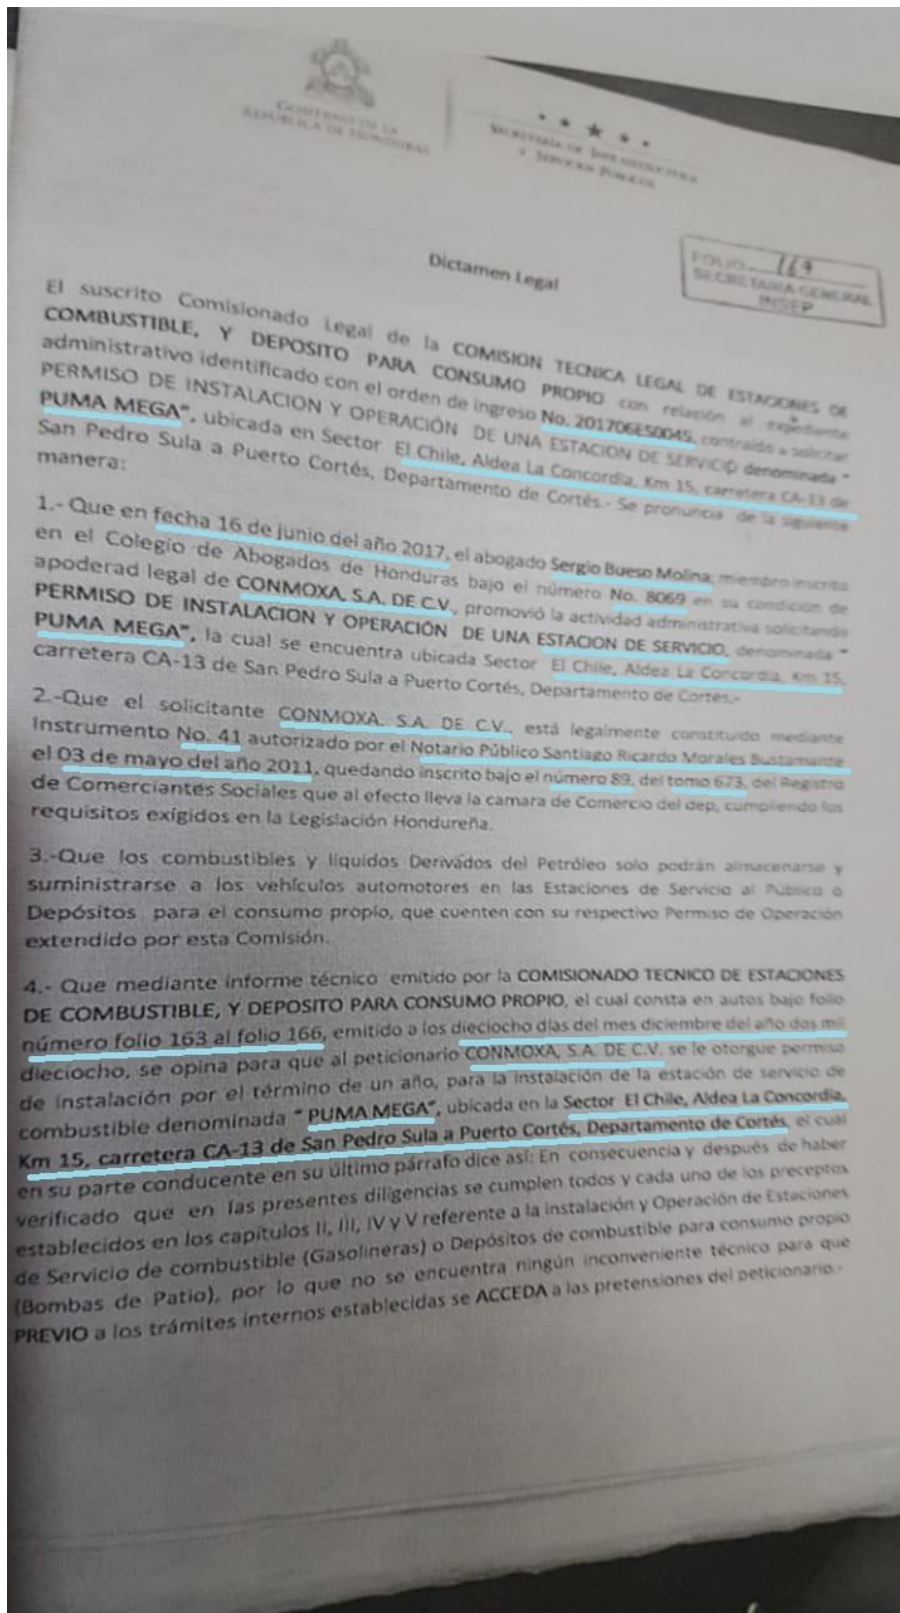 GOBIERNO DE LA
REPÚBLICA DE HONDURAS
★ ★ ★ ★ ★
SECRETARÍA DE INFRAESTRUCTURA
Y SERVICIOS PÚBLICOS
Dictamen Legal
FOLIO 167
SECRETARIA GENERAL
INSEP
El suscrito Comisionado Legal de la COMISION TECNICA LEGAL DE ESTACIONES DE
COMBUSTIBLE, Y DEPOSITO PARA CONSUMO PROPIO con relación al expediente
administrativo identificado con el orden de ingreso No. 201706ES0045, contraído a solicitar
PERMISO DE INSTALACION Y OPERACIÓN DE UNA ESTACION DE SERVICIO denominada "
PUMA MEGA", ubicada en Sector El Chile, Aldea La Concordia, Km 15, carretera CA-13 de
San Pedro Sula a Puerto Cortés, Departamento de Cortés.- Se pronuncia de la siguiente
manera:
1.- Que en fecha 16 de junio del año 2017, el abogado Sergio Bueso Molina; miembro inscrito
en el Colegio de Abogados de Honduras bajo el número No. 8069 en su condición de
apoderad legal de CONMOXA. S.A. DE C.V., promovió la actividad administrativa solicitando
PERMISO DE INSTALACION Y OPERACIÓN DE UNA ESTACION DE SERVICIO, denominada "
PUMA MEGA", la cual se encuentra ubicada Sector El Chile, Aldea La Concordia, Km 15,
carretera CA-13 de San Pedro Sula a Puerto Cortés, Departamento de Cortes.-
2.-Que el solicitante CONMOXA. S.A. DE C.V., está legalmente constituido mediante
Instrumento No. 41 autorizado por el Notario Público Santiago Ricardo Morales Bustamante
el 03 de mayo del año 2011, quedando inscrito bajo el número 89, del tomo 673, del Registro
de Comerciantes Sociales que al efecto lleva la camara de Comercio del dep, cumpliendo los
requisitos exígidos en la Legislación Hondureña.
3.-Que los combustibles y líquidos Derivados del Petróleo solo podrán almacenarse y
suministrarse a los vehículos automotores en las Estaciones de Servicio al Público o
Depósitos para el consumo propio, que cuenten con su respectivo Permiso de Operación
extendido por esta Comisión.
4.- Que mediante informe técnico emitido por la COMISIONADO TECNICO DE ESTACIONES
DE COMBUSTIBLE, Y DEPOSITO PARA CONSUMO PROPIO, el cual consta en autos bajo folio
número folio 163 al folio 166, emitido a los dieciocho días del mes diciembre del año dos mil
dieciocho, se opina para que al peticionario CONMOXA, S.A. DE C.V. se le otorgue permiso
de instalación por el término de un año, para la instalación de la estación de servicio de
combustible denominada " PUMA MEGA", ubicada en la Sector El Chile, Aldea La Concordia,
Km 15, carretera CA-13 de San Pedro Sula a Puerto Cortés, Departamento de Cortés, el cual
en su parte conducente en su último párrafo dice así: En consecuencia y después de haber
verificado que en las presentes diligencias se cumplen todos y cada uno de los preceptos
establecidos en los capítulos II, III, IV y V referente a la instalación y Operación de Estaciones
de Servicio de combustible (Gasolineras) o Depósitos de combustible para consumo propio
(Bombas de Patio), por lo que no se encuentra ningún inconveniente técnico para que
PREVIO a los trámites internos establecidas se ACCEDA a las pretensiones del peticionario.-